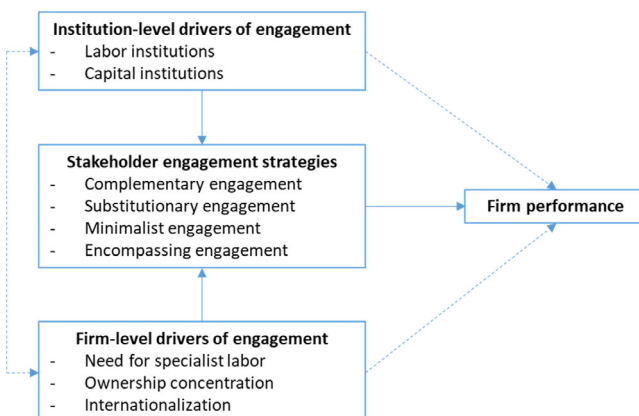 Institution-level drivers of engagement
- Labor institutions
- Capital institutions
Stakeholder engagement strategies
- Complementary engagement
- Substitutionary engagement
- Minimalist engagement
- Encompassing engagement
Firm performance
Firm-level drivers of engagement
- Need for specialist labor
- Ownership concentration
- Internationalization